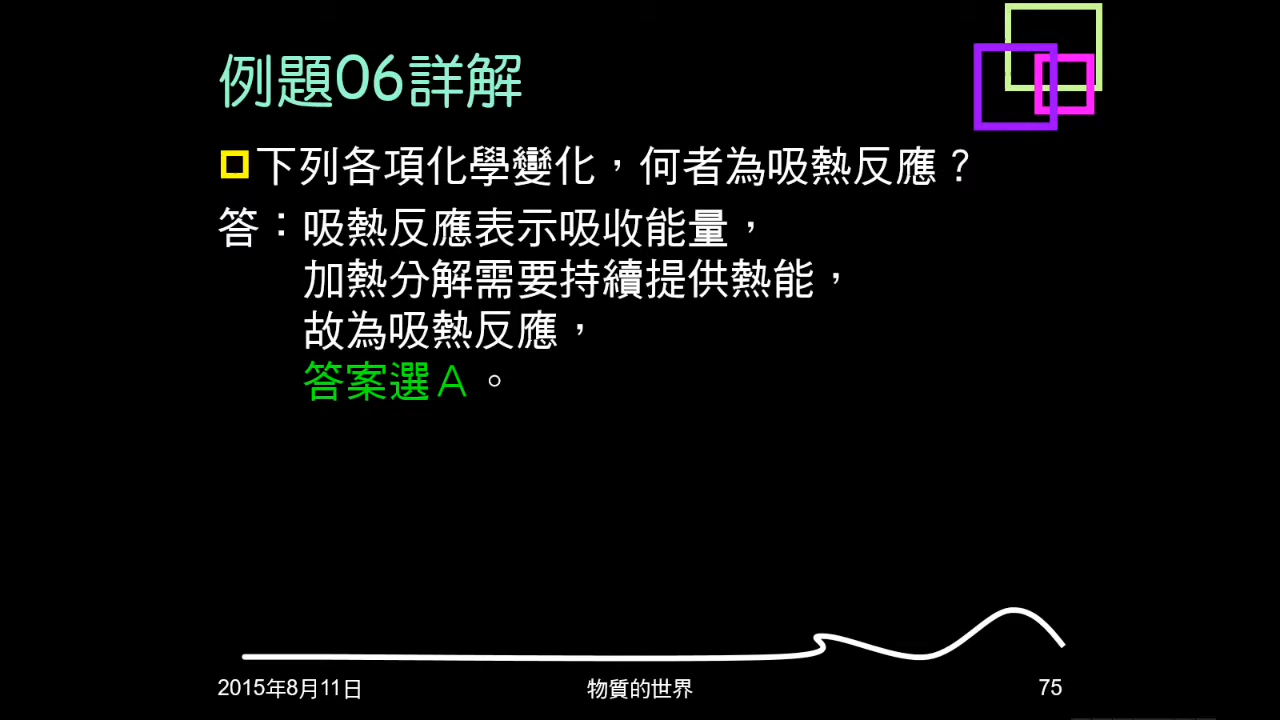 例題06詳解
下列各項化學變化，何者為吸熱反應？
答：吸熱反應表示吸收能量，
加熱分解需要持續提供熱能，
故為吸熱反應，
答案選Ａ。
2015年8月11日
物質的世界
75